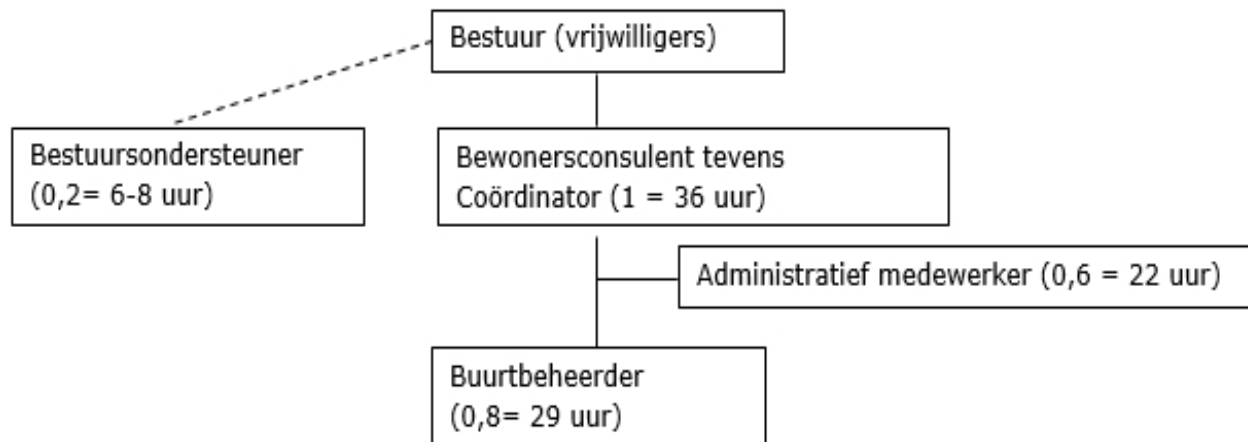 Bestuur (vrijwilligers)
Bestuursondersteuner
(0,2= 6-8 uur)
Bewonersconsulent tevens
Coördinator (1 = 36 uur)
Administratief medewerker (0,6 = 22 uur)
Buurtbeheerder
(0,8= 29 uur)